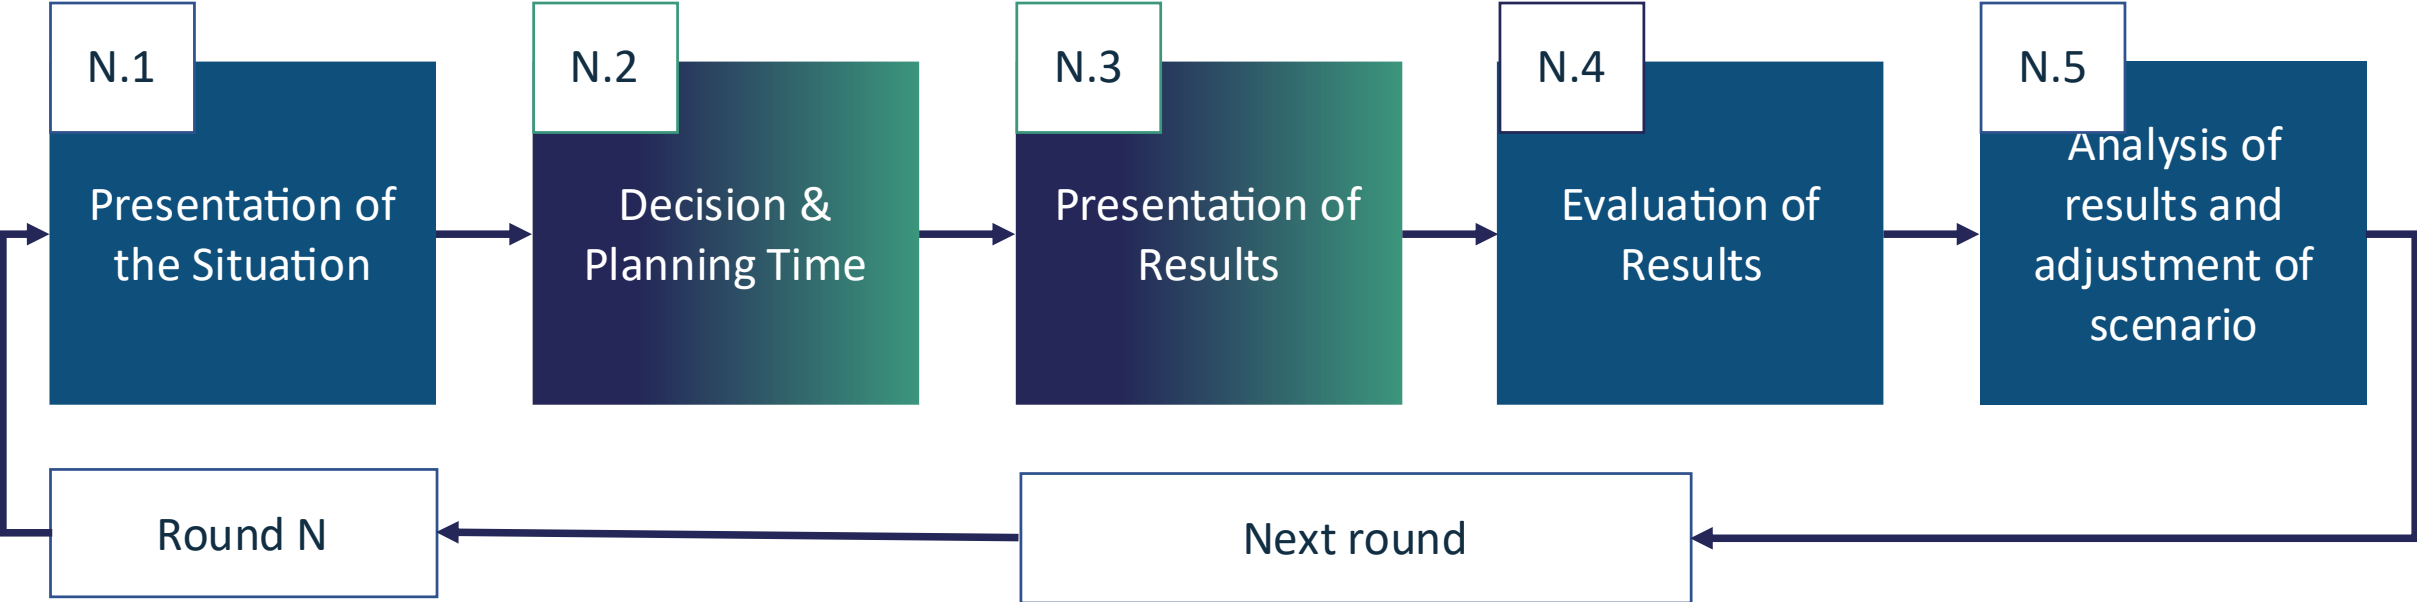 N.1
Presentation of
the Situation
N.2
Decision &
Planning Time
N.3
Presentation of
Results
N.4
Evaluation of
Results
N.5
Analysis of
results and
adjustment of
scenario
Round N
Next round